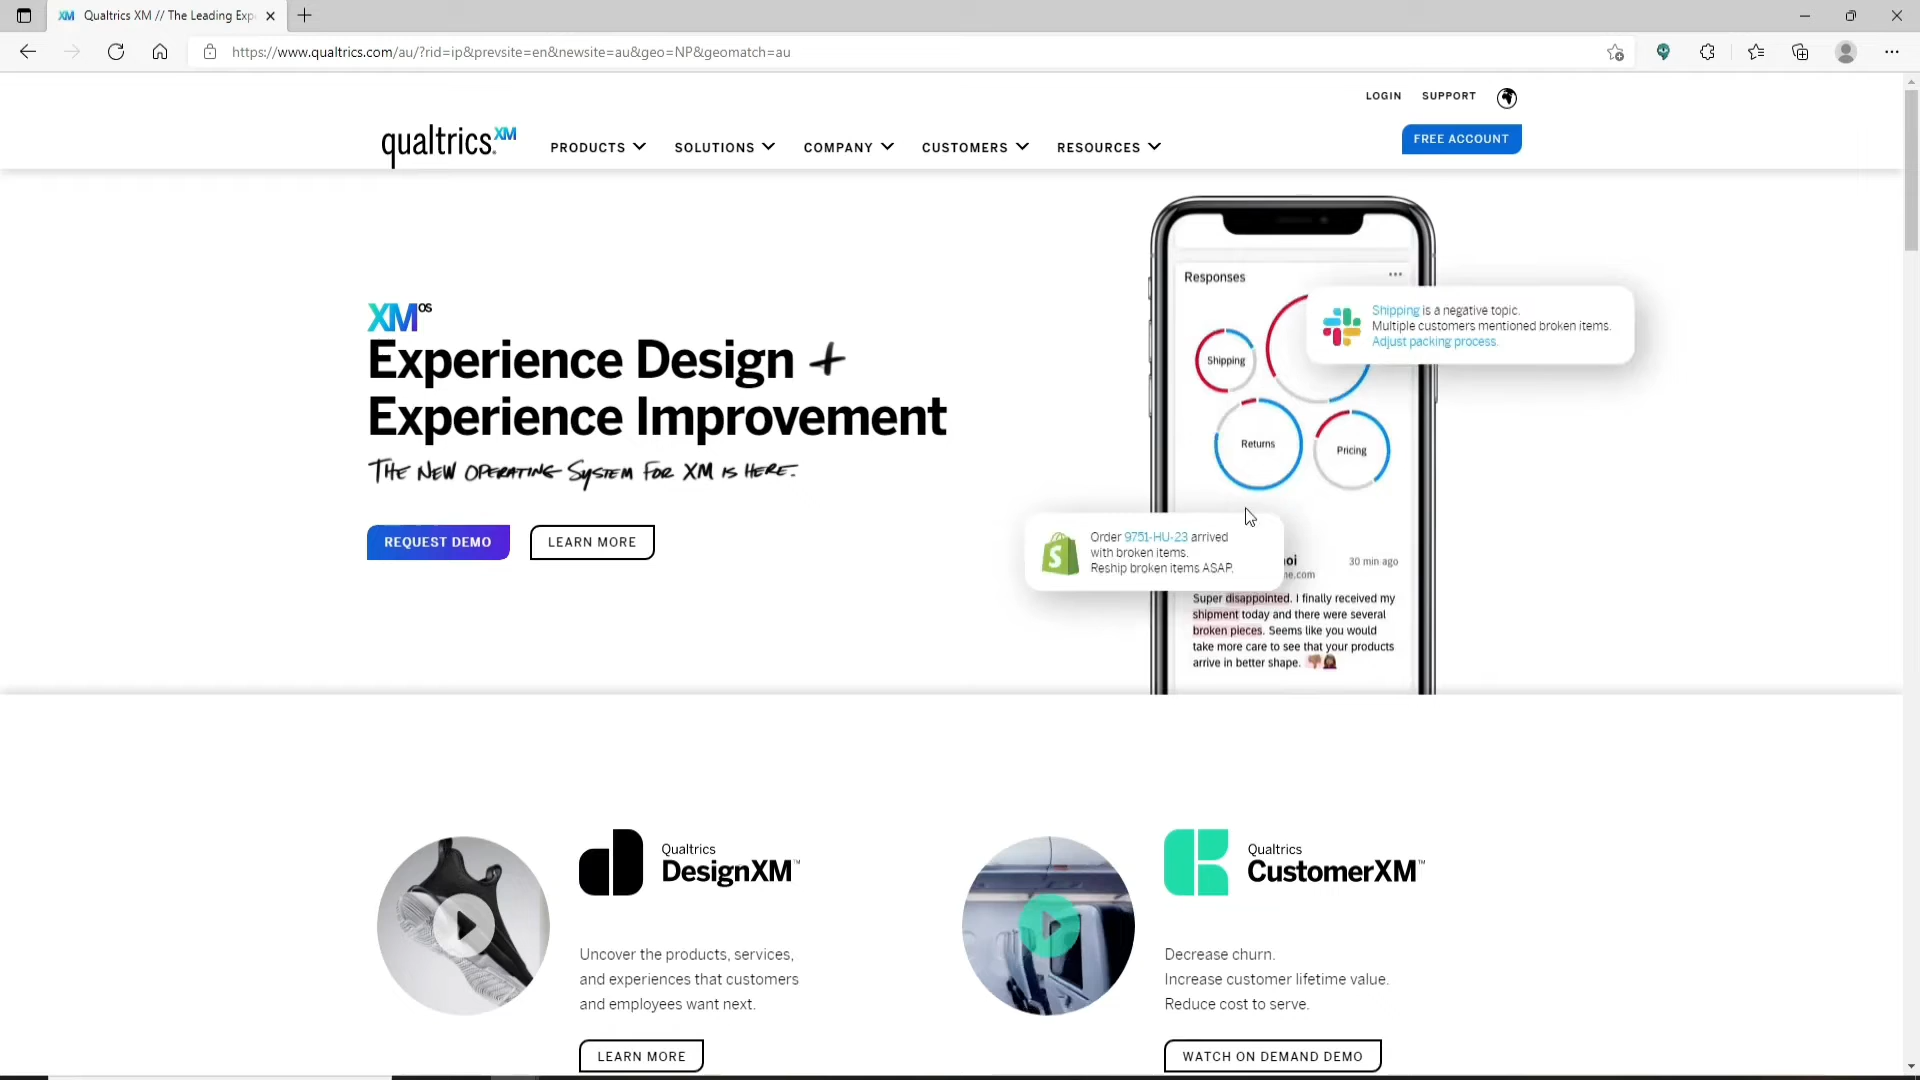 Qualtrics XM // The Leading Exp
https://www.qualtrics.com/au/?rid=ip&prevsite=en&newsite=au&geo=NP&geomatch=au
LOGIN SUPPORT
qualtrics.XM
PRODUCTS SOLUTIONS COMPANY CUSTOMERS RESOURCES
FREE ACCOUNT
XM OS
Experience Design +
Experience Improvement
THE NEW OPERATING SYSTEM FOR XM IS HERE.
REQUEST DEMO LEARN MORE
Responses
Shipping is a negative topic.
Multiple customers mentioned broken items.
Adjust packing process.
Shipping
Returns
Pricing
Order 9751-HU-23 arrived
with broken items.
Reship broken items ASAP.
oi 30 min ago
ne.com
Super disappointed. I finally received my
shipment today and there were several
broken pieces. Seems like you would
take more care to see that your products
arrive in better shape.
Qualtrics
DesignXM™
Uncover the products, services,
and experiences that customers
and employees want next.
LEARN MORE
Qualtrics
CustomerXM™
Decrease churn.
Increase customer lifetime value.
Reduce cost to serve.
WATCH ON DEMAND DEMO